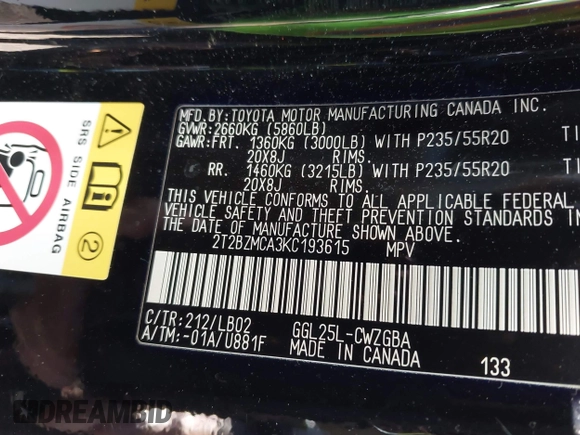 MFD.BY:TOYOTA MOTOR MANUFACTURING CANADA INC.
GVWR:2660KG (5860LB)
GAWR:FRT. 1360KG (3000LB) WITH P235/55R20 TI
20X8J RIMS.
RR. 1460KG (3215LB) WITH P235/55R20 TI
20X8J RIMS.
THIS VEHICLE CONFORMS TO ALL APPLICABLE FEDERAL
VEHICLE SAFETY AND THEFT PREVENTION STANDARDS IN
THE DATE OF MANUFACTURE SHOWN ABOVE.
2T2BZMCA3KC193615 MPV
C/TR:212/LB02 GGL25L-CWZGBA
A/TM:-01A/U881F MADE IN CANADA 133
SRS SIDE AIRBAG
2
DREAMBID